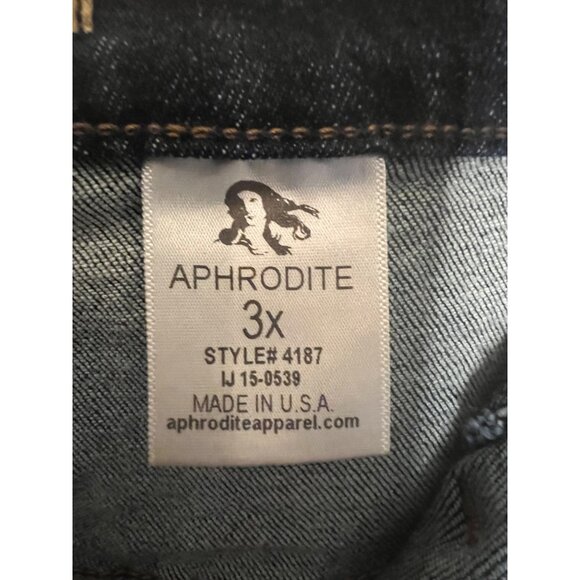 APHRODITE
3X
STYLE# 4187
IJ 15-0539
MADE IN U.S.A.
aphroditeapparel.com